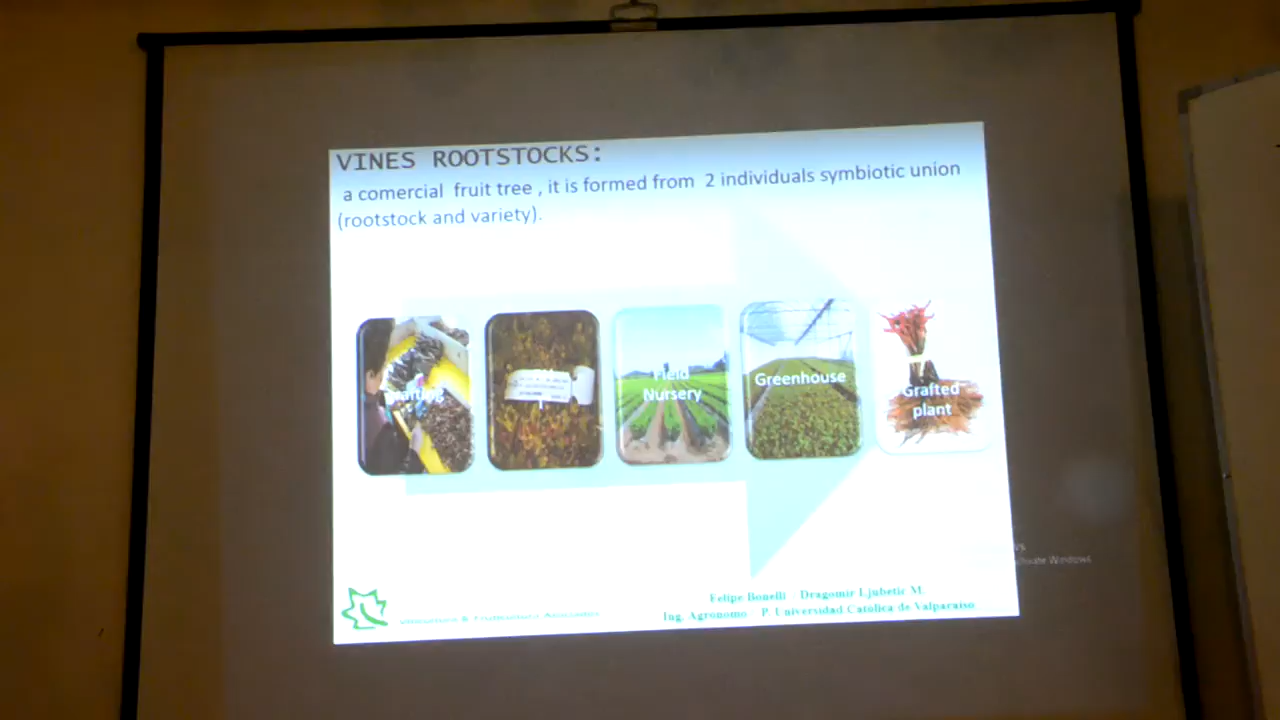 VINES ROOTSTOCKS:
a comercial fruit tree , it is formed from 2 individuals symbiotic union
(rootstock and variety).
Field
Nursery
Greenhouse
Grafted
plant
Felipe Bonelli Dragomir Ljubetic M.
Ing. Agronomo P. Universidad Catolica de Valparaiso
Windows